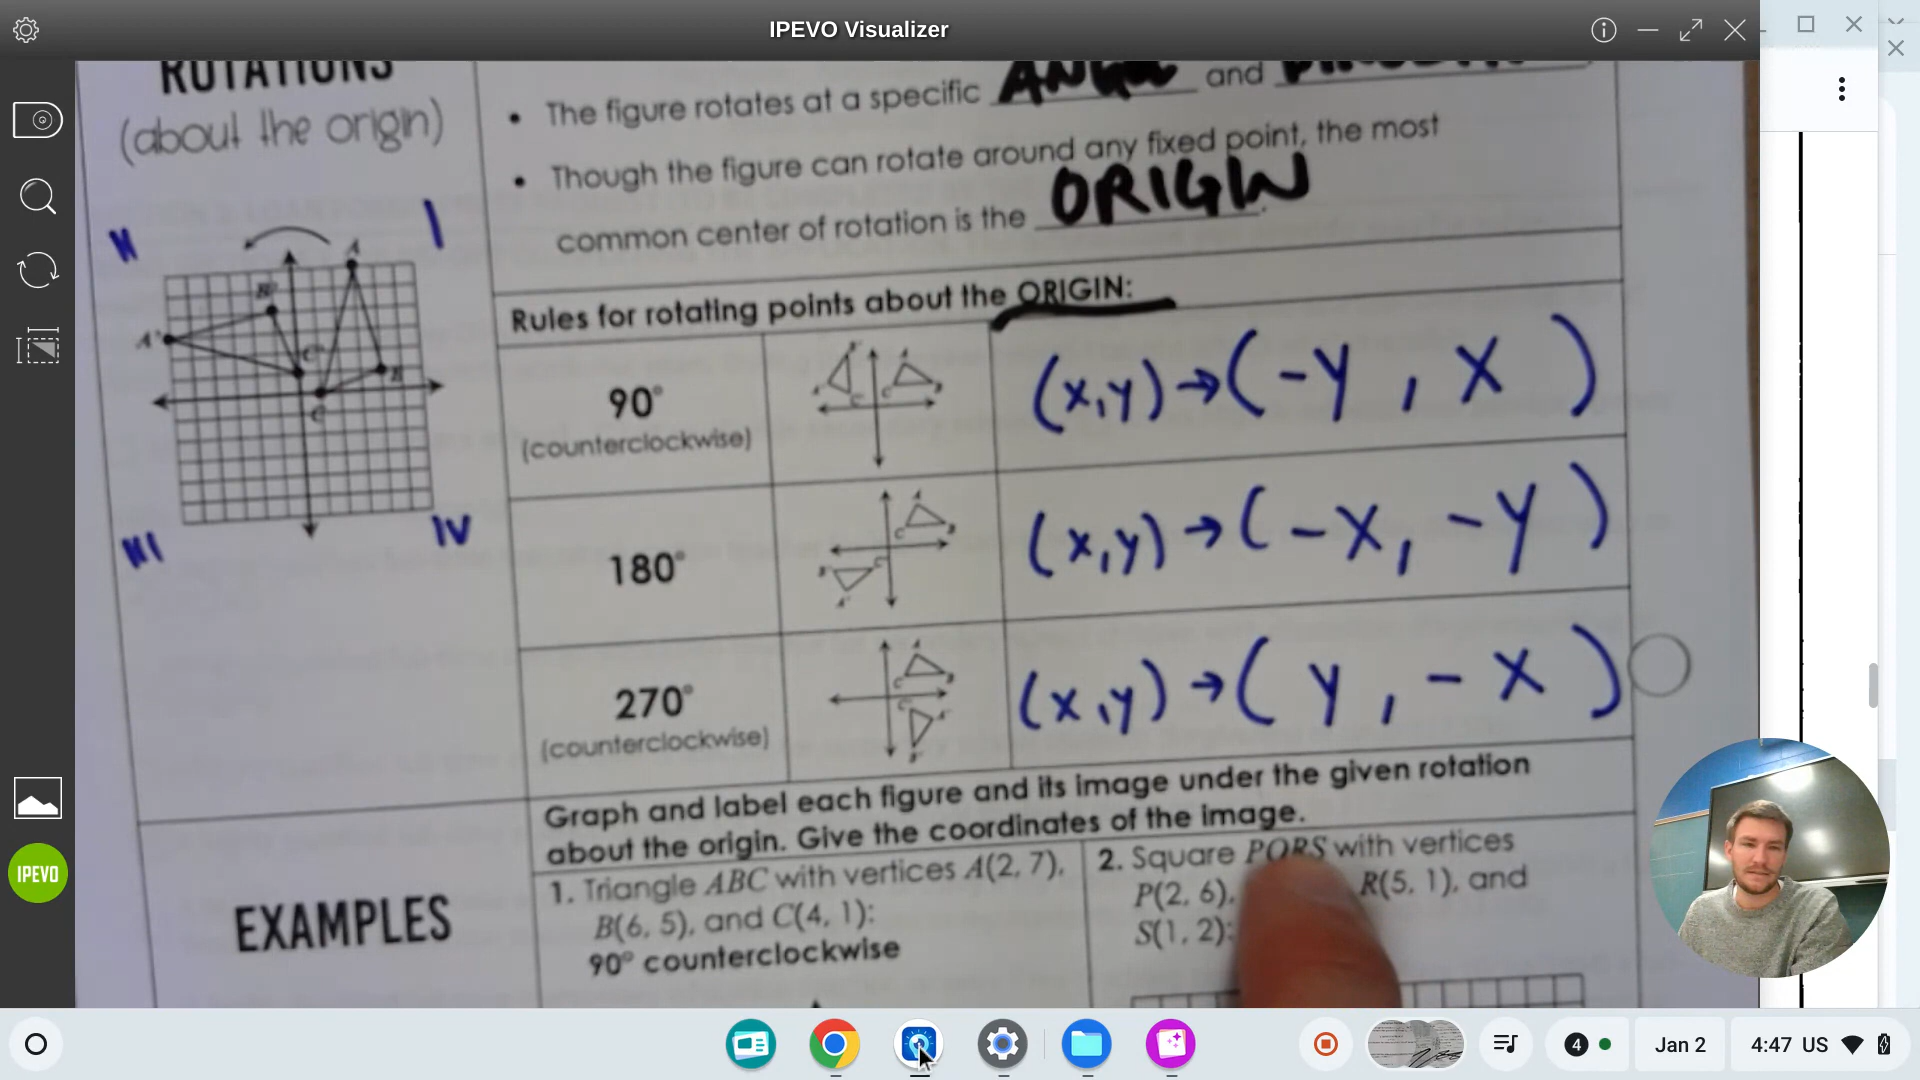 IPEVO Visualizer
ROTATIONS
(about the origin)
The figure rotates at a specific ANGLE and
Though the figure can rotate around any fixed point, the most
common center of rotation is the ORIGIN.
II
I
A
B'
A'
C'
B
C
III
IV
Rules for rotating points about the ORIGIN:
90°
(counterclockwise)
(x,y) → (-y, x)
180°
(x,y) → (-x, -y)
270°
(counterclockwise)
(x,y) → (y, -x)
Graph and label each figure and its image under the given rotation
about the origin. Give the coordinates of the image.
EXAMPLES
1. Triangle ABC with vertices A(2, 7),
B(6, 5), and C(4, 1):
90° counterclockwise
2. Square PQRS with vertices
P(2, 6), R(5, 1), and
S(1, 2):
IPEVO
4
Jan 2
4:47 US